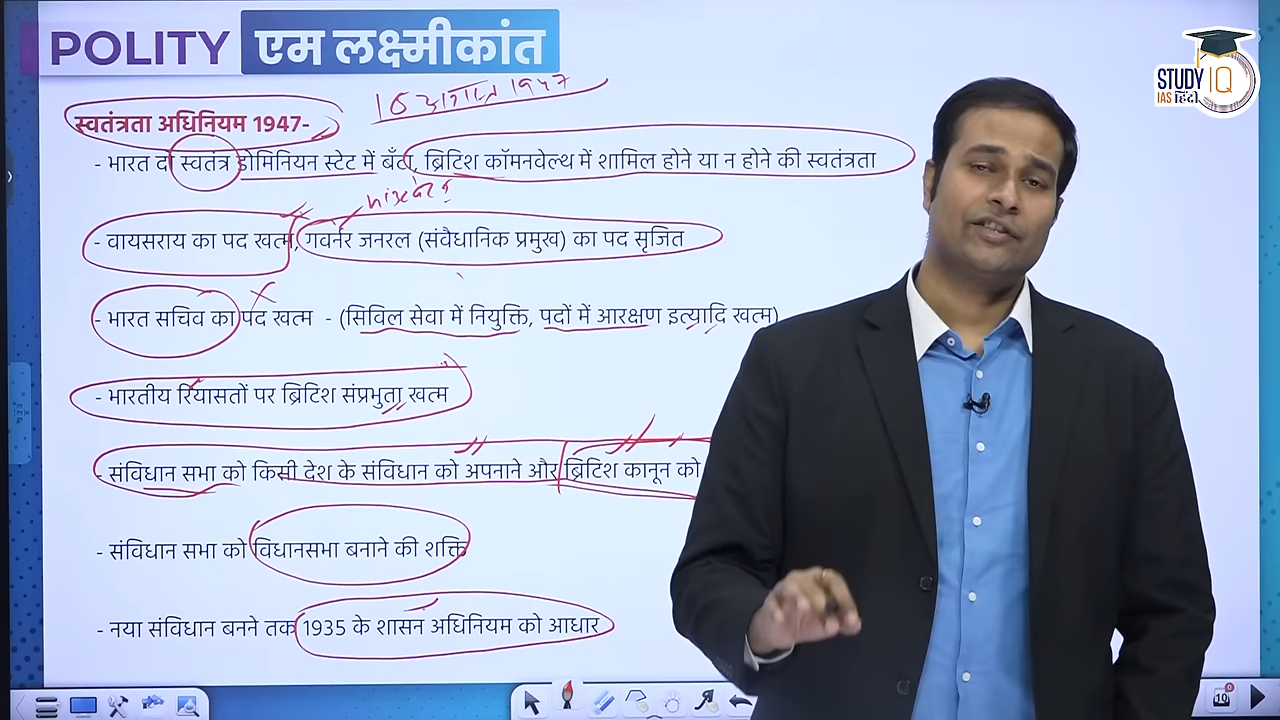 POLITY एम लक्ष्मीकांत
STUDY IQ
IAS हिंदी
1947
स्वतंत्रता अधिनियम 1947-
- भारत दो स्वतंत्र डोमिनियन स्टेट में बँटा, ब्रिटिश कॉमनवेल्थ में शामिल होने या न होने की स्वतंत्रता
- वायसराय का पद खत्म, गवर्नर जनरल (संवैधानिक प्रमुख) का पद सृजित
- भारत सचिव का पद खत्म - (सिविल सेवा में नियुक्ति, पदों में आरक्षण इत्यादि खत्म)
- भारतीय रियासतों पर ब्रिटिश संप्रभुता खत्म
- संविधान सभा को किसी देश के संविधान को अपनाने और ब्रिटिश कानून को
- संविधान सभा को विधानसभा बनाने की शक्ति
- नया संविधान बनने तक 1935 के शासन अधिनियम को आधार
10